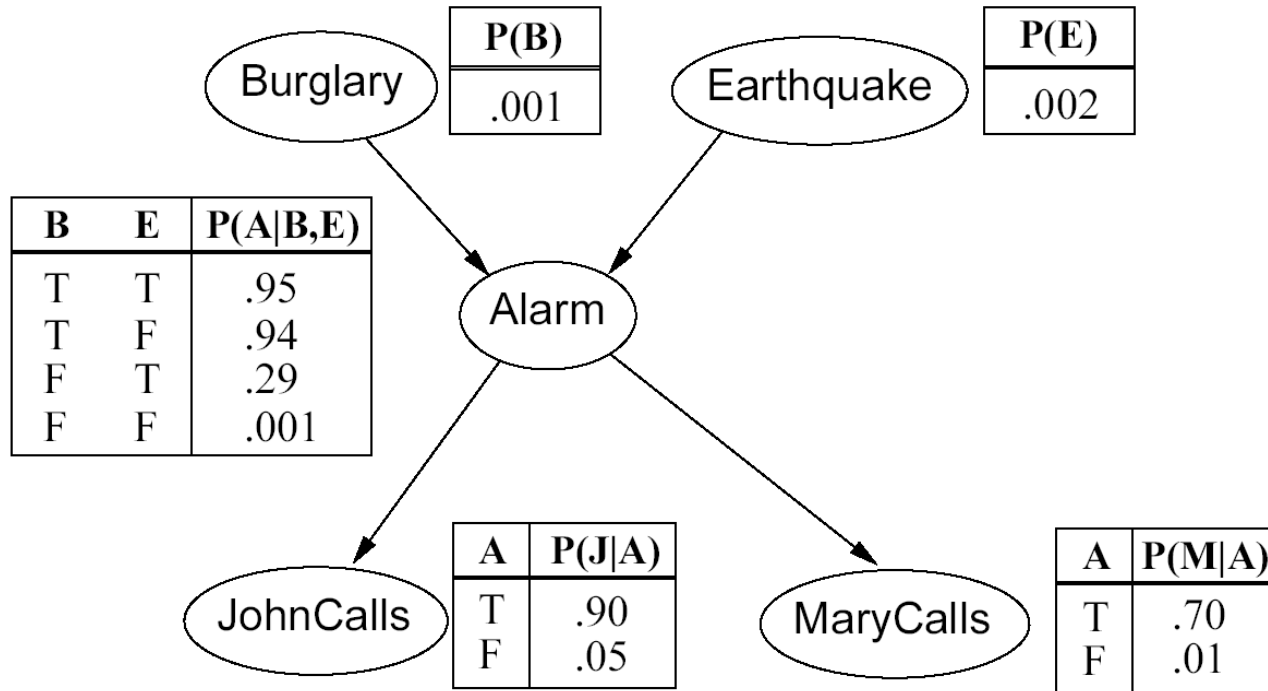 Burglary
P(B)
.001
Earthquake
P(E)
.002
B E P(A|B,E)
T T .95
T F .94
F T .29
F F .001
Alarm
JohnCalls
A P(J|A)
T .90
F .05
MaryCalls
A P(M|A)
T .70
F .01